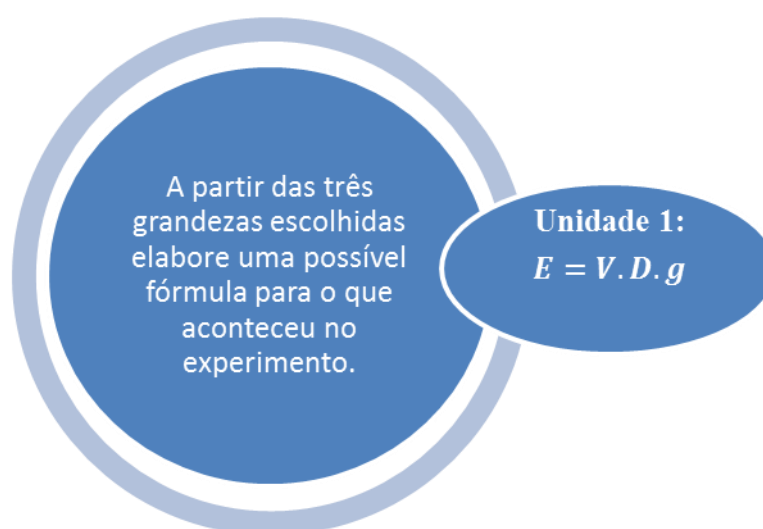 A partir das três
grandezas escolhidas
elabore uma possível
fórmula para o que
aconteceu no
experimento.
Unidade 1:
E = V.D.g